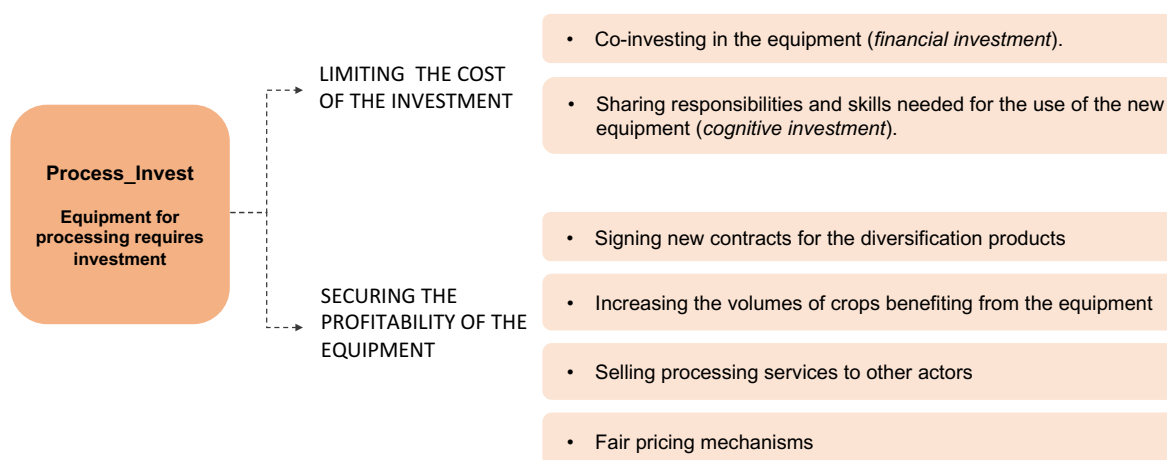 Process_Invest
Equipment for
processing requires
investment
LIMITING THE COST
OF THE INVESTMENT
• Co-investing in the equipment (financial investment).
• Sharing responsibilities and skills needed for the use of the new
equipment (cognitive investment).
SECURING THE
PROFITABILITY OF THE
EQUIPMENT
• Signing new contracts for the diversification products
• Increasing the volumes of crops benefiting from the equipment
• Selling processing services to other actors
• Fair pricing mechanisms